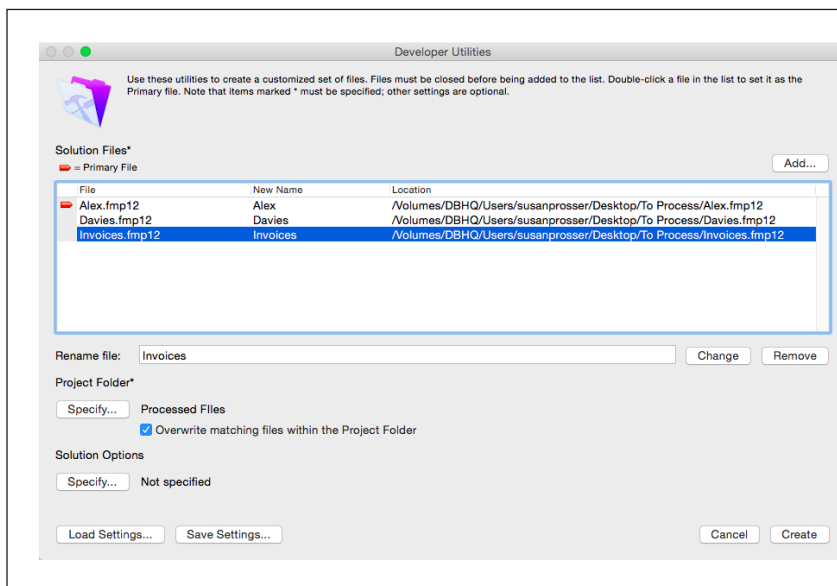 Developer Utilities
Use these utilities to create a customized set of files. Files must be closed before being added to the list. Double-click a file in the list to set it as the
Primary file. Note that items marked * must be specified; other settings are optional.
Solution Files*
= Primary File
Add...
File New Name Location
Alex.fmp12 Alex /Volumes/DBHQ/Users/susanprosser/Desktop/To Process/Alex.fmp12
Davies.fmp12 Davies /Volumes/DBHQ/Users/susanprosser/Desktop/To Process/Davies.fmp12
Invoices.fmp12 Invoices /Volumes/DBHQ/Users/susanprosser/Desktop/To Process/Invoices.fmp12
Rename file: Invoices Change Remove
Project Folder*
Specify... Processed FIles
Overwrite matching files within the Project Folder
Solution Options
Specify... Not specified
Load Settings... Save Settings... Cancel Create